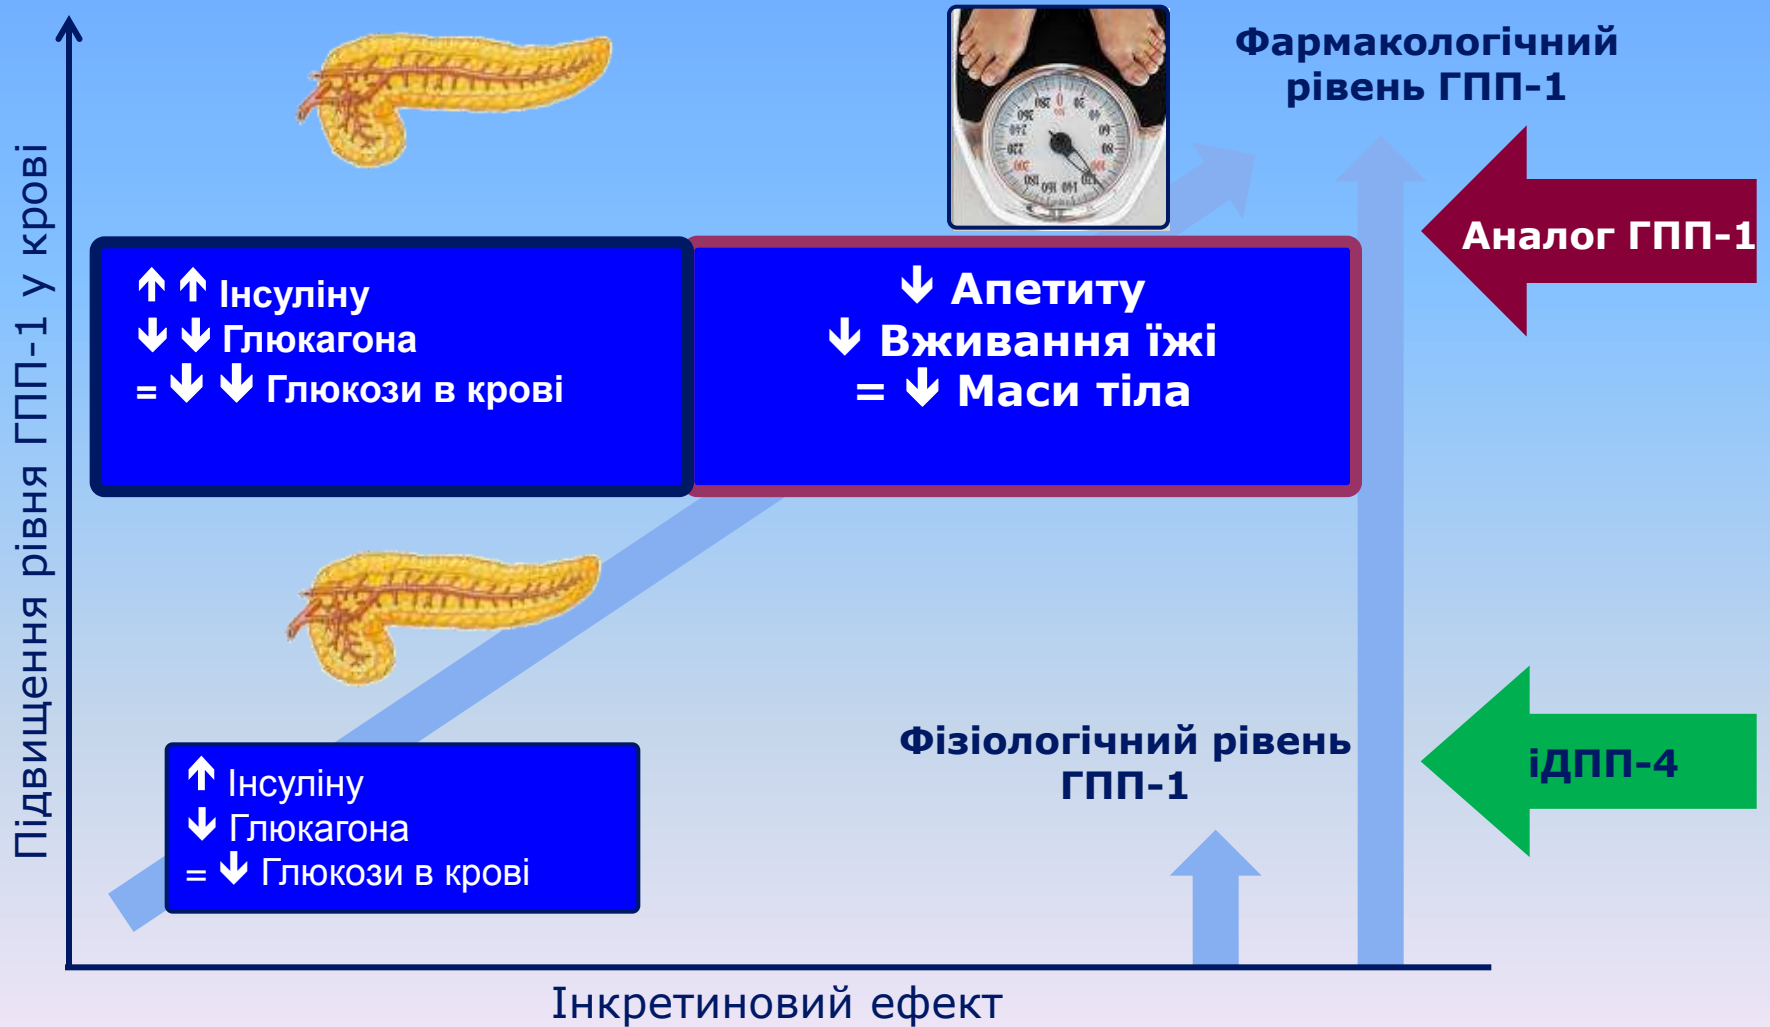 Фармакологічний
рівень ГПП-1
Підвищення рівня ГПП-1 у крові
Аналог ГПП-1
↑ ↑ Інсуліну
↓ ↓ Глюкагона
= ↓ ↓ Глюкози в крові
↓ Апетиту
↓ Вживання їжі
= ↓ Маси тіла
Фізіологічний рівень
ГПП-1
іДПП-4
↑ Інсуліну
↓ Глюкагона
= ↓ Глюкози в крові
Інкретиновий ефект